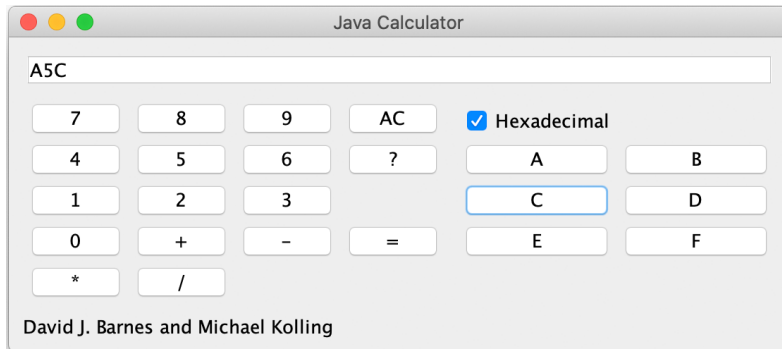 Java Calculator
A5C
7 8 9 AC Hexadecimal
4 5 6 ? A B
1 2 3 C D
0 + - = E F
* /
David J. Barnes and Michael Kolling